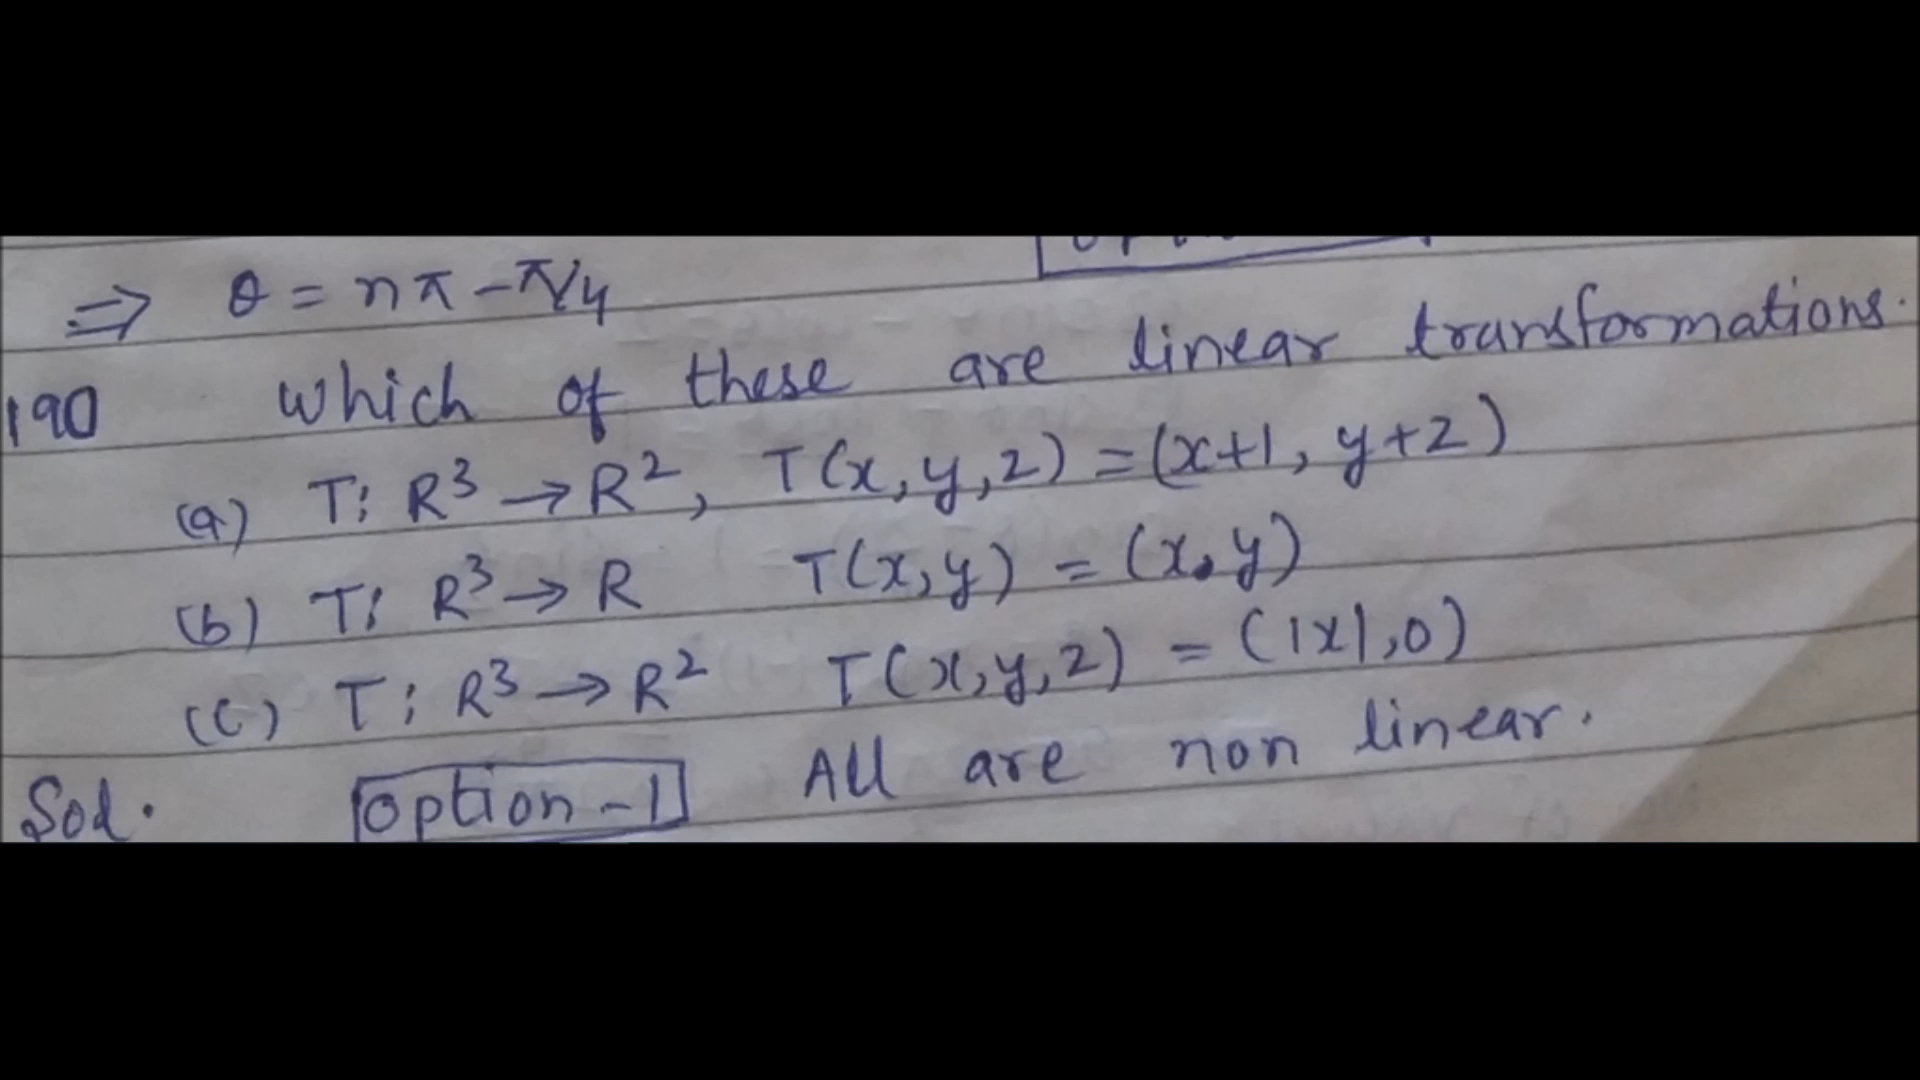 ⇒ θ = nπ - π/4
190 Which of these are linear transformations.
(a) T: R³ → R², T(x, y, z) = (x+1, y+z)
(b) T: R³ → R T(x, y) = (x, y)
(c) T: R³ → R² T(x, y, z) = (|x|, 0)
Sol. Option-1 All are non linear.